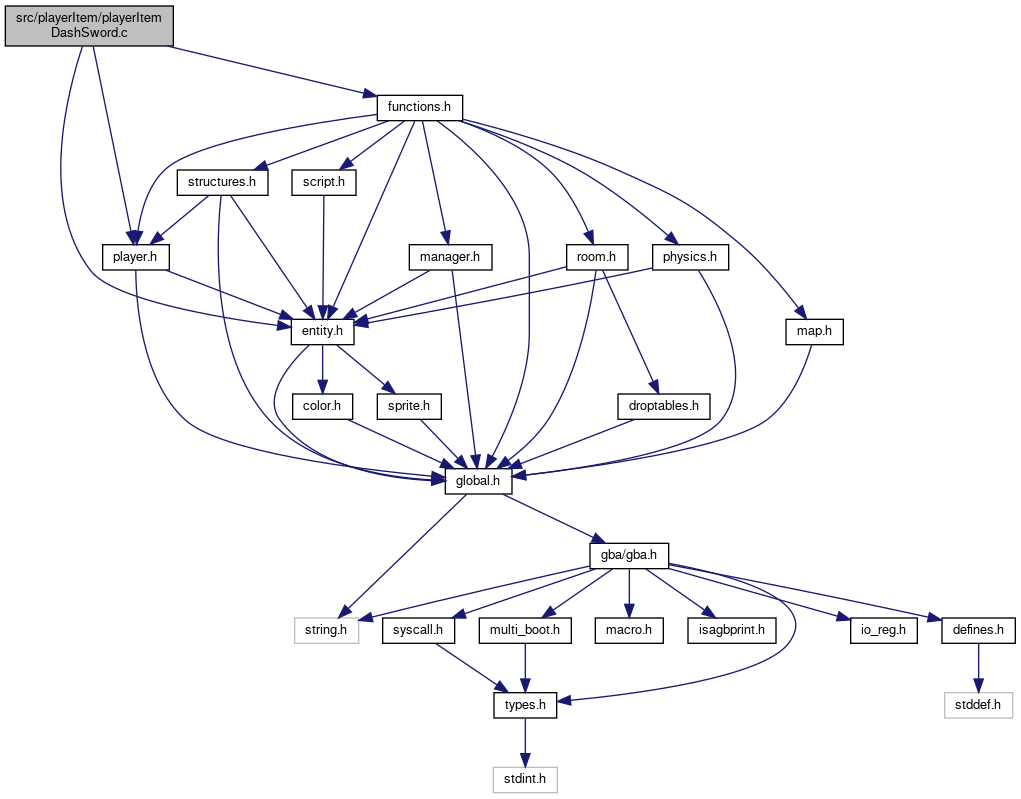 src/playerItem/playerItem
DashSword.c
functions.h
structures.h
script.h
player.h
manager.h
room.h
physics.h
entity.h
map.h
color.h
sprite.h
droptables.h
global.h
gba/gba.h
string.h
syscall.h
multi_boot.h
macro.h
isagbprint.h
io_reg.h
defines.h
types.h
stddef.h
stdint.h